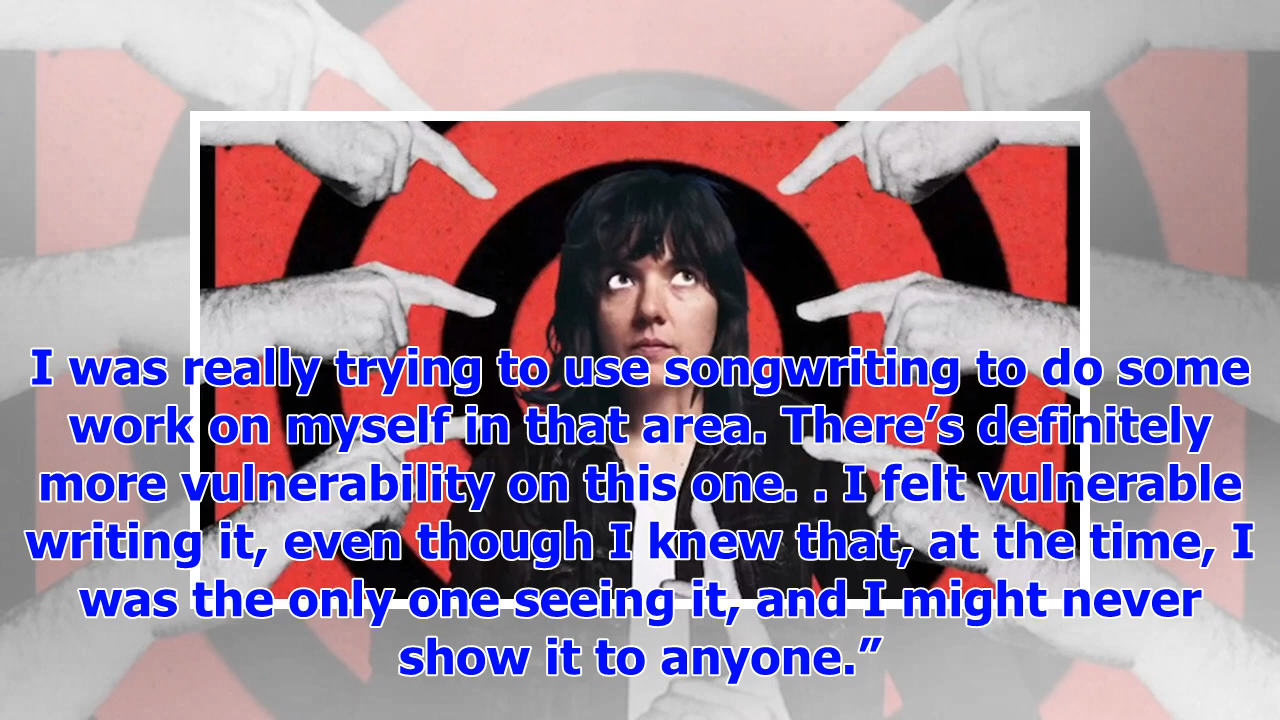 I was really trying to use songwriting to do some
work on myself in that area. There’s definitely
more vulnerability on this one. . I felt vulnerable
writing it, even though I knew that, at the time, I
was the only one seeing it, and I might never
show it to anyone.”